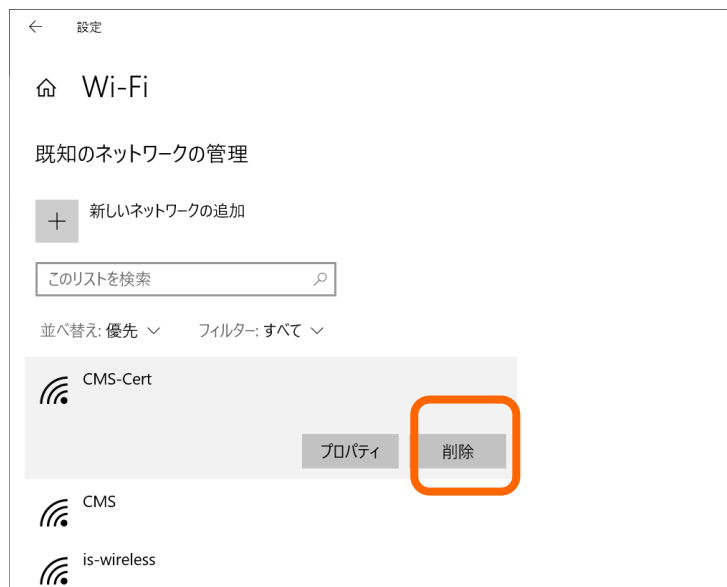 設定
Wi-Fi
既知のネットワークの管理
新しいネットワークの追加
このリストを検索
並べ替え: 優先 フィルター: すべて
CMS-Cert
プロパティ 削除
CMS
is-wireless